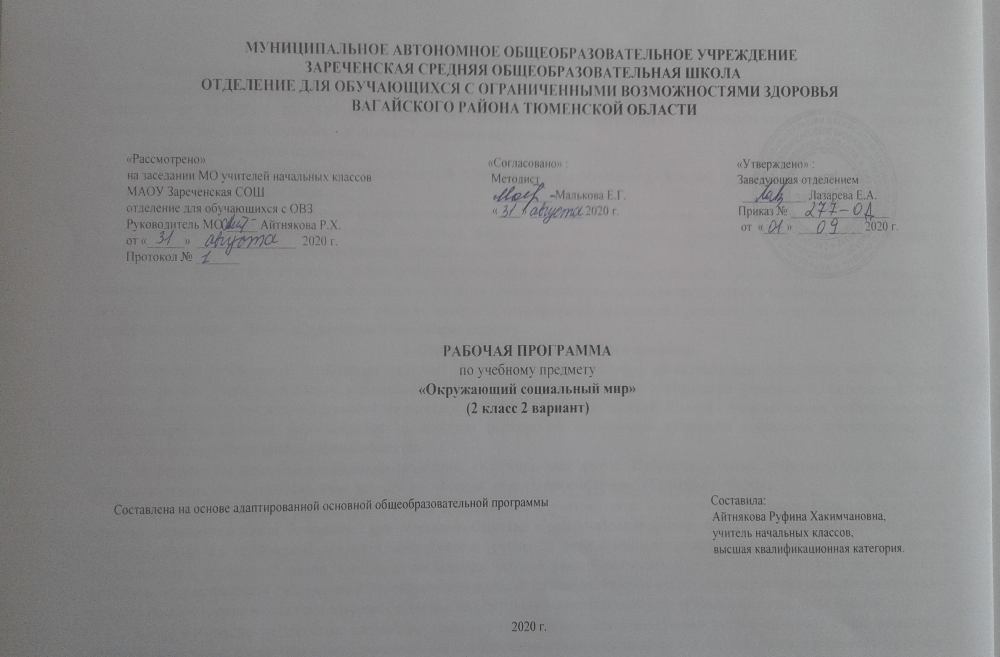 МУНИЦИПАЛЬНОЕ АВТОНОМНОЕ ОБЩЕОБРАЗОВАТЕЛЬНОЕ УЧРЕЖДЕНИЕ
ЗАРЕЧЕНСКАЯ СРЕДНЯЯ ОБЩЕОБРАЗОВАТЕЛЬНАЯ ШКОЛА
ОТДЕЛЕНИЕ ДЛЯ ОБУЧАЮЩИХСЯ С ОГРАНИЧЕННЫМИ ВОЗМОЖНОСТЯМИ ЗДОРОВЬЯ
ВАГАЙСКОГО РАЙОНА ТЮМЕНСКОЙ ОБЛАСТИ
«Рассмотрено»
на заседании МО учителей начальных классов
МАОУ Зареченская СОШ
отделение для обучающихся с ОВЗ
Руководитель МО Айтнякова Р.Х.
от « 31 » августа 2020 г.
Протокол № 1
«Согласовано» :
Методист
Малькова Е.Г.
« 31 » августа 2020 г.
«Утверждено» :
Заведующая отделением
Лазарева Е.А.
Приказ № 277-ОД
от « 01 » 09 2020 г.
РАБОЧАЯ ПРОГРАММА
по учебному предмету
«Окружающий социальный мир»
(2 класс 2 вариант)
Составлена на основе адаптированной основной общеобразовательной программы
Составила:
Айтнякова Руфина Хакимчановна,
учитель начальных классов,
высшая квалификационная категория.
2020 г.